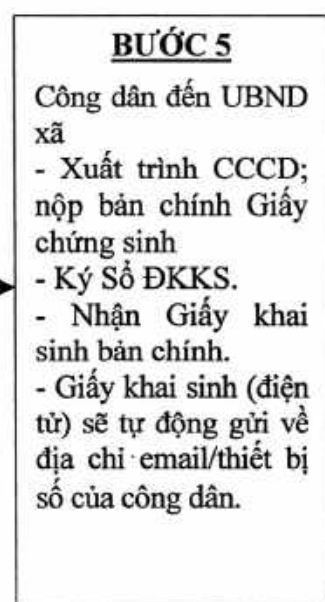 BƯỚC 5
Công dân đến UBND
xã
- Xuất trình CCCD;
nộp bản chính Giấy
chứng sinh
- Ký Sổ ĐKKS.
- Nhận Giấy khai
sinh bản chính.
- Giấy khai sinh (điện
tử) sẽ tự động gửi về
địa chỉ email/thiết bị
số của công dân.